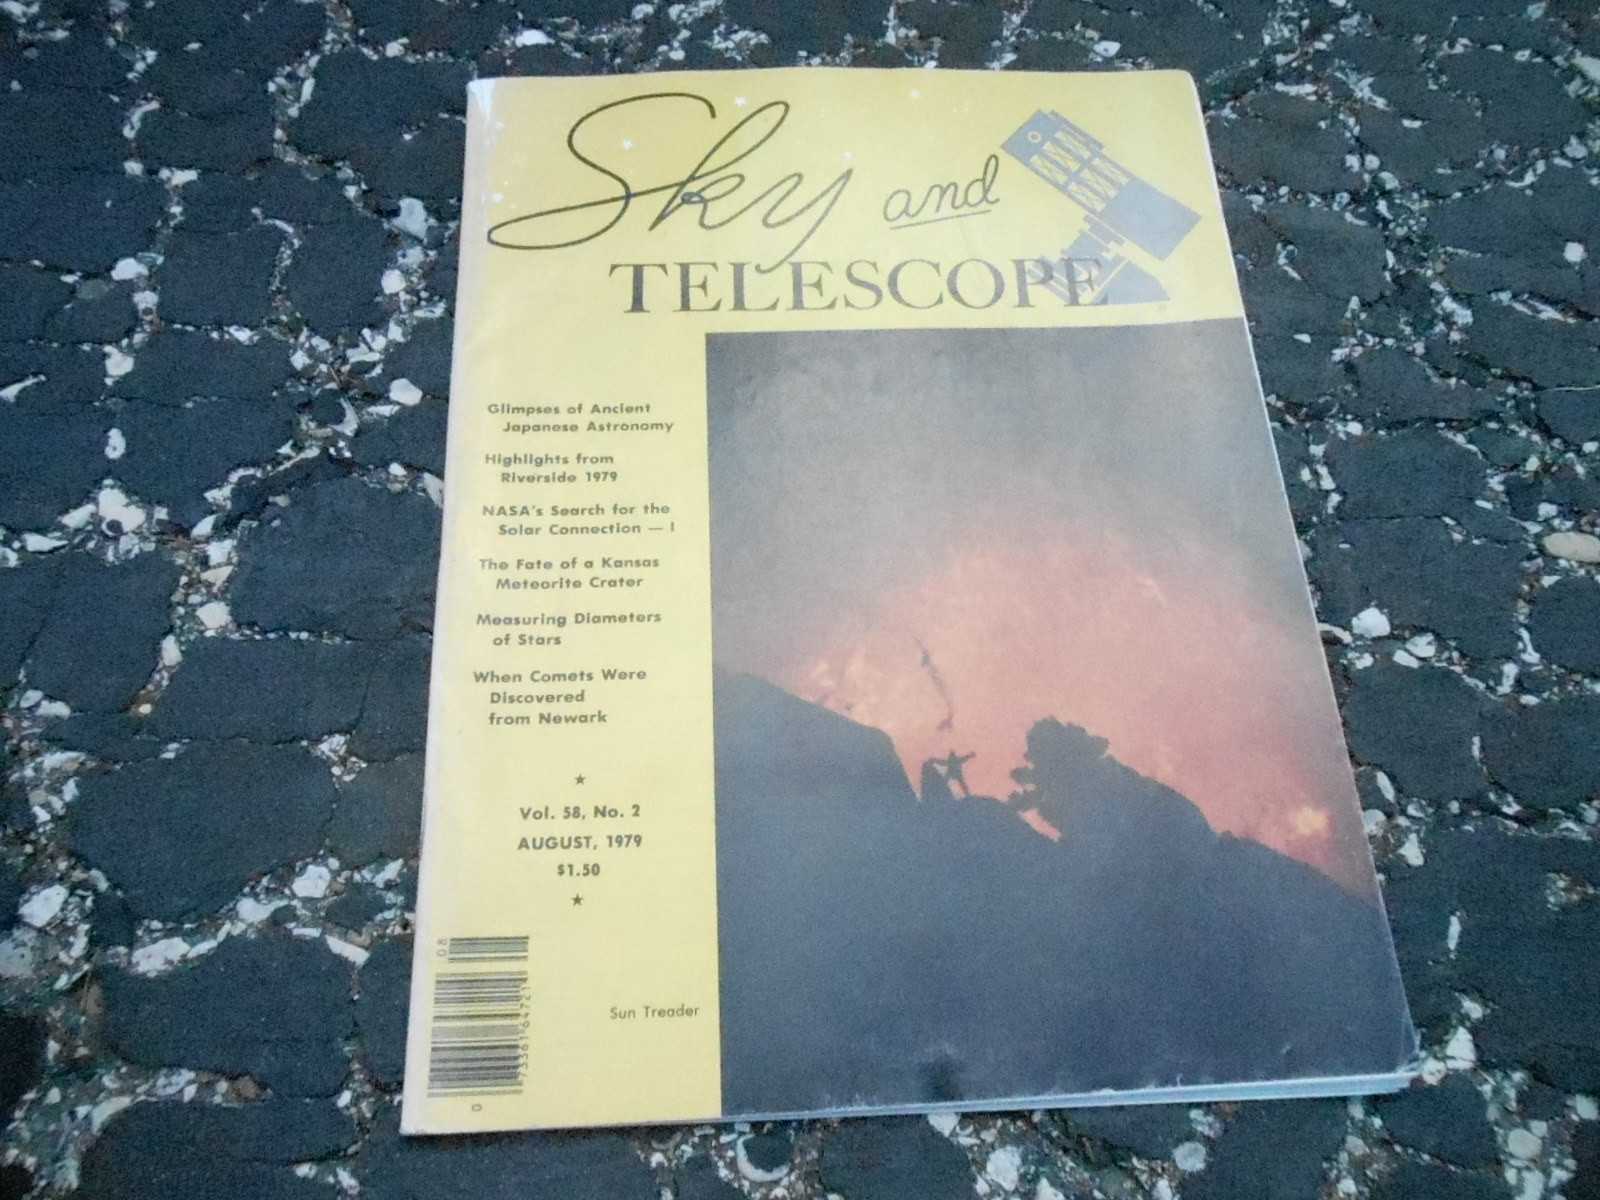 Sky and
TELESCOPE
Glimpses of Ancient
Japanese Astronomy
Highlights from
Riverside 1979
NASA's Search for the
Solar Connection — I
The Fate of a Kansas
Meteorite Crater
Measuring Diameters
of Stars
When Comets Were
Discovered
from Newark
Vol. 58, No. 2
AUGUST, 1979
$1.50
Sun Treader
08
0